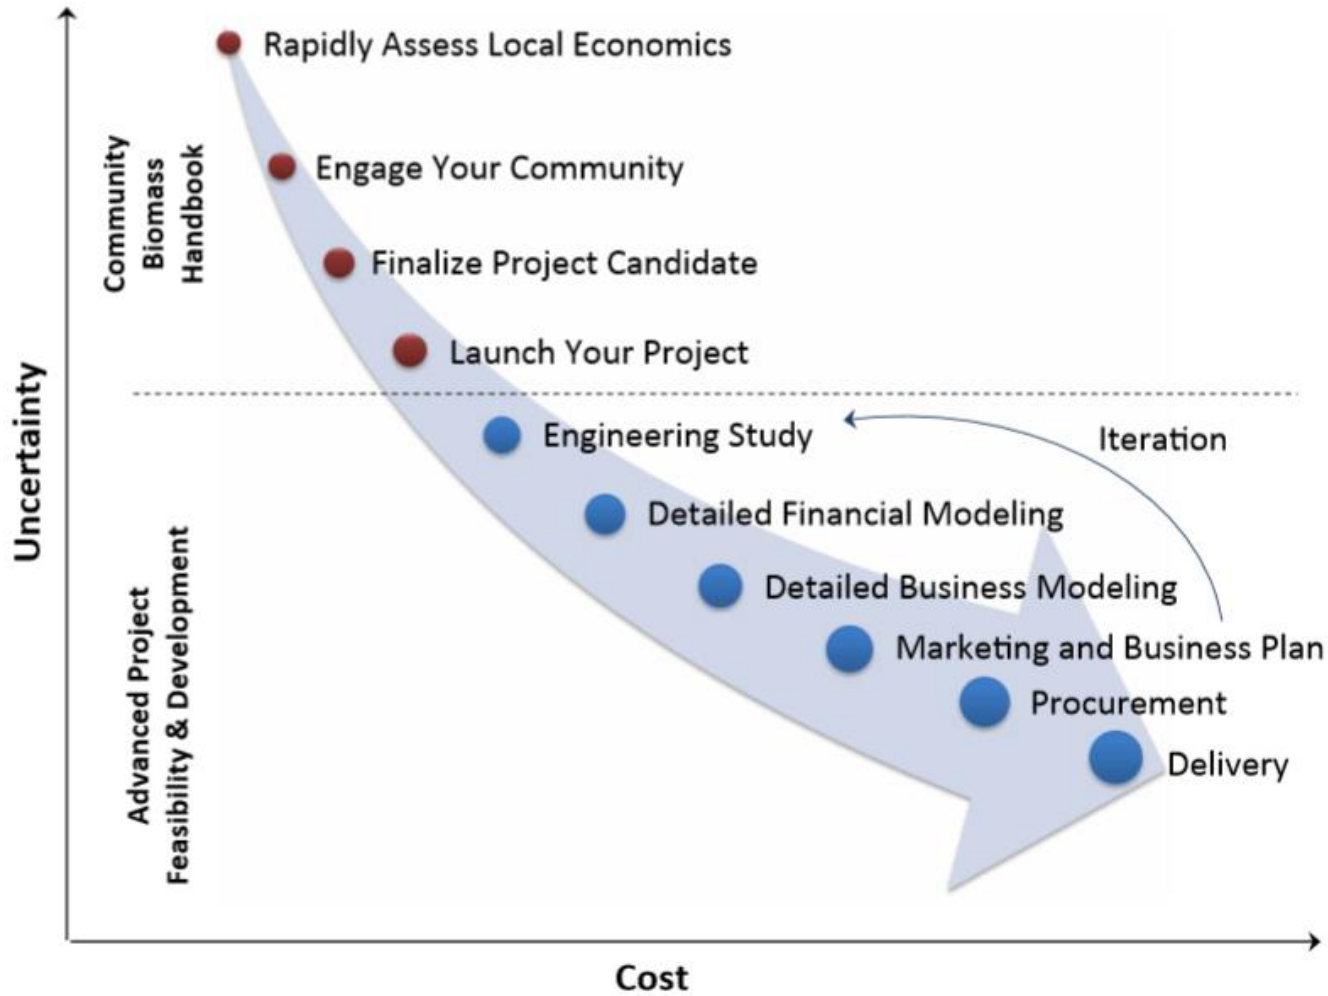 Rapidly Assess Local Economics
Engage Your Community
Finalize Project Candidate
Launch Your Project
Community
Biomass
Handbook
Engineering Study
Iteration
Detailed Financial Modeling
Detailed Business Modeling
Marketing and Business Plan
Procurement
Delivery
Advanced Project
Feasibility & Development
Uncertainty
Cost